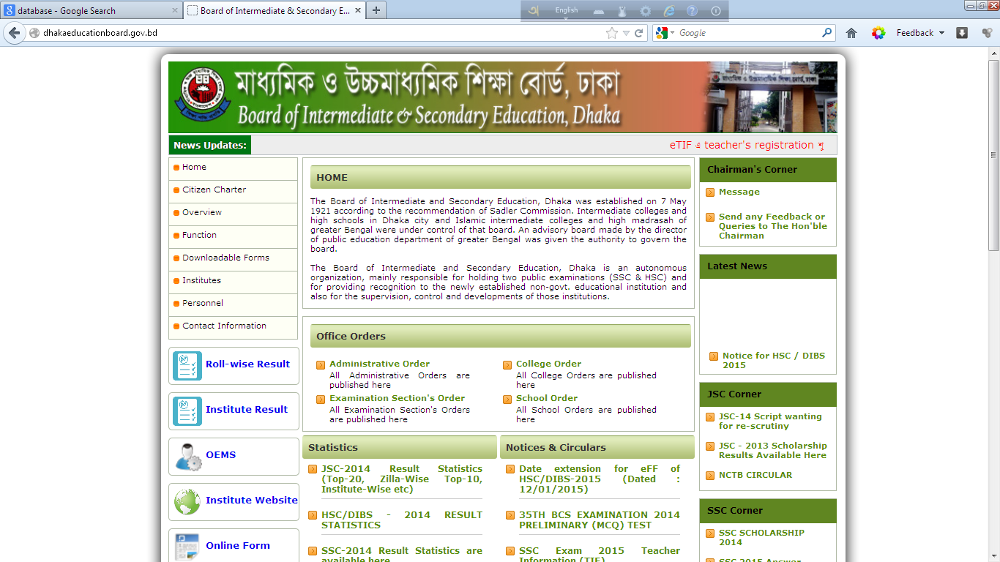 database - Google Search
Board of Intermediate & Secondary E...
English
dhakaeducationboard.gov.bd
Google
Feedback
মাধ্যমিক ও উচ্চমাধ্যমিক শিক্ষা বোর্ড, ঢাকা
Board of Intermediate & Secondary Education, Dhaka
News Updates:
eTIF এ teacher's registration
Home
Citizen Charter
Overview
Function
Downloadable Forms
Institutes
Personnel
Contact Information
Roll-wise Result
Institute Result
OEMS
Institute Website
Online Form
HOME
The Board of Intermediate and Secondary Education, Dhaka was established on 7 May
1921 according to the recommendation of Sadler Commission. Intermediate colleges and
high schools in Dhaka city and Islamic intermediate colleges and high madrasah of
greater Bengal were under control of that board. An advisory board made by the director
of public education department of greater Bengal was given the authority to govern the
board.
The Board of Intermediate and Secondary Education, Dhaka is an autonomous
organization, mainly responsible for holding two public examinations (SSC & HSC) and
for providing recognition to the newly established non-govt. educational institution and
also for the supervision, control and developments of those institutions.
Office Orders
Administrative Order
All Administrative Orders are
published here
College Order
All College Orders are published
here
Examination Section's Order
All Examination Section's Orders
are published here
School Order
All School Orders are published
here
Statistics
JSC-2014 Result Statistics
(Top-20, Zilla-Wise Top-10,
Institute-Wise etc)
HSC/DIBS - 2014 RESULT
STATISTICS
SSC-2014 Result Statistics are
available here
Notices & Circulars
Date extension for eFF of
HSC/DIBS-2015 (Dated :
12/01/2015)
35TH BCS EXAMINATION 2014
PRELIMINARY (MCQ) TEST
SSC Exam 2015 Teacher
Information (TIF)
Chairman's Corner
Message
Send any Feedback or
Queries to The Hon'ble
Chairman
Latest News
Notice for HSC / DIBS
2015
JSC Corner
JSC-14 Script wanting
for re-scrutiny
JSC - 2013 Scholarship
Results Available Here
NCTB CIRCULAR
SSC Corner
SSC SCHOLARSHIP
2014
SSC 2015 Answer